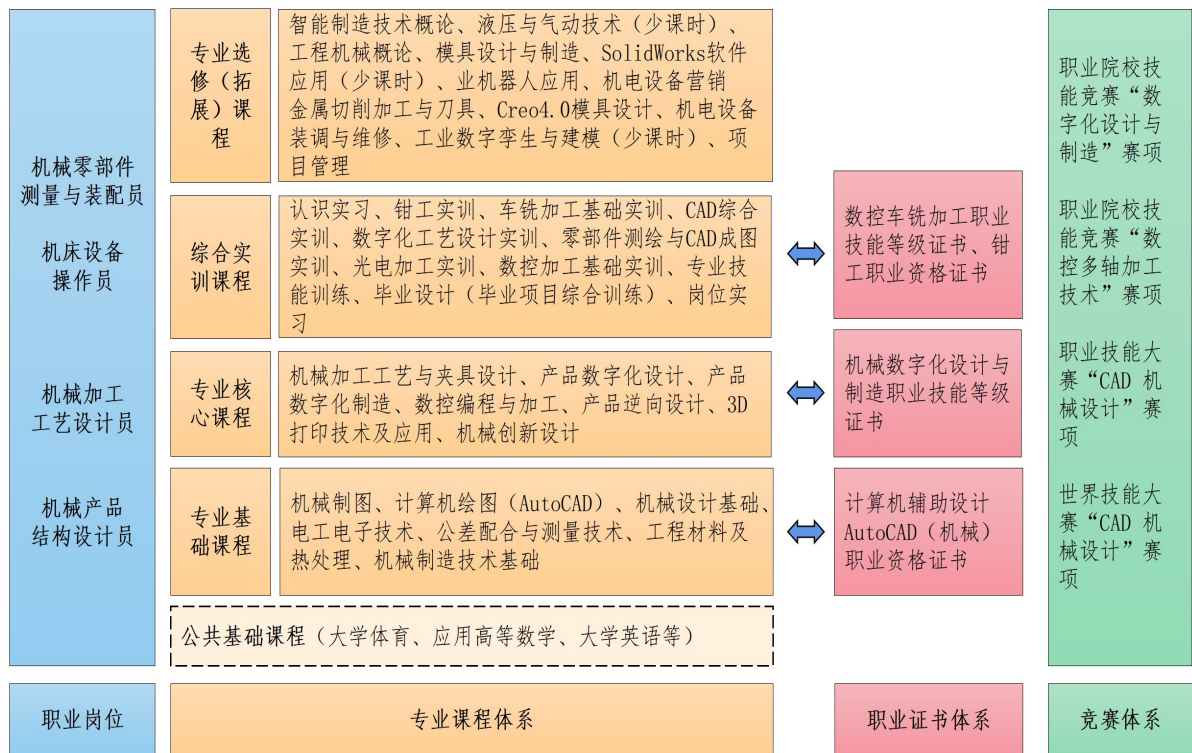 机械零部件
测量与装配员
机床设备
操作员
机械加工
工艺设计员
机械产品
结构设计员
职业岗位
专业选
修（拓
展）课
程
智能制造技术概论、液压与气动技术（少课时）、
工程机械概论、模具设计与制造、SolidWorks软件
应用（少课时）、业机器人应用、机电设备营销
金属切削加工与刀具、Creo4.0模具设计、机电设备
装调与维修、工业数字孪生与建模（少课时）、项
目管理
综合实
训课程
认识实习、钳工实训、车铣加工基础实训、CAD综合
实训、数字化工艺设计实训、零部件测绘与CAD成图
实训、光电加工实训、数控加工基础实训、专业技
能训练、毕业设计（毕业项目综合训练）、岗位实
习
专业核
心课程
机械加工工艺与夹具设计、产品数字化设计、产品
数字化制造、数控编程与加工、产品逆向设计、3D
打印技术及应用、机械创新设计
专业基
础课程
机械制图、计算机绘图（AutoCAD）、机械设计基础、
电工电子技术、公差配合与测量技术、工程材料及
热处理、机械制造技术基础
公共基础课程（大学体育、应用高等数学、大学英语等）
专业课程体系
数控车铣加工职业
技能等级证书、钳
工职业资格证书
机械数字化设计与
制造职业技能等级
证书
计算机辅助设计
AutoCAD（机械）
职业资格证书
职业证书体系
职业院校技
能竞赛“数
字化设计与
制造”赛项
职业院校技
能竞赛“数
控多轴加工
技术”赛项
职业技能大
赛“CAD 机
械设计”赛
项
世界技能大
赛“CAD 机
械设计”赛
项
竞赛体系